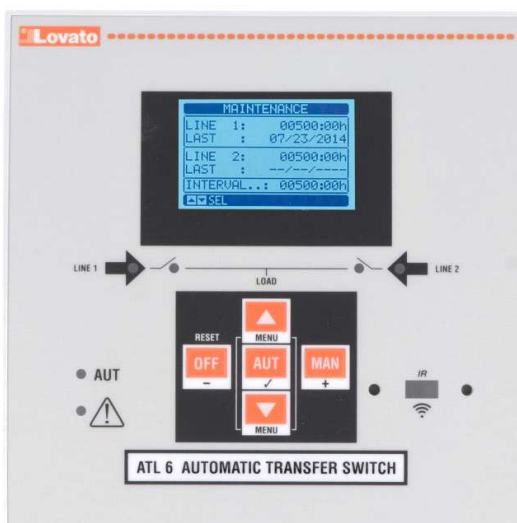 Lovato
MAINTENANCE
LINE 1: 00500:00h
LAST : 07/23/2014
LINE 2: 00500:00h
LAST : --/--/----
INTERVAL..: 00500:00h
▲▼ SEL
LINE 1
LINE 2
LOAD
RESET
MENU
OFF
AUT
MAN
–
✓
+
MENU
IR
AUT
ATL 6 AUTOMATIC TRANSFER SWITCH